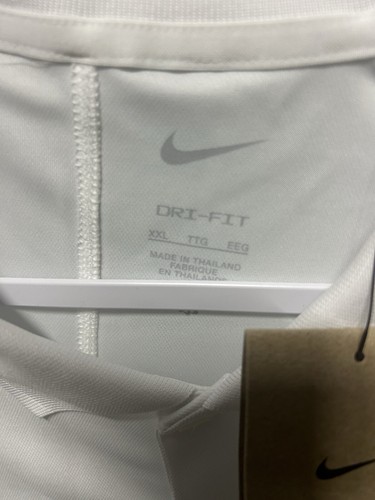 DRI-FIT
XXL TTG EEG
MADE IN THAILAND
FABRIQUE
EN THAILANDE